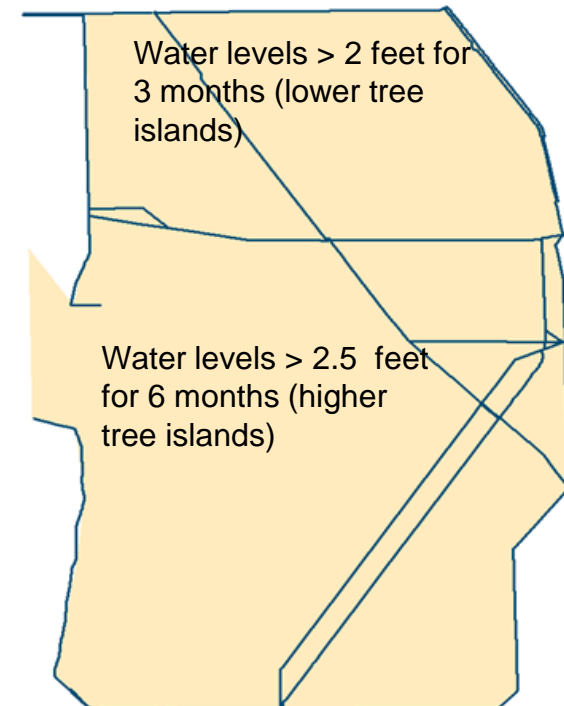 Water levels > 2 feet for
3 months (lower tree
islands)
Water levels > 2.5  feet
for 6 months (higher
tree islands)